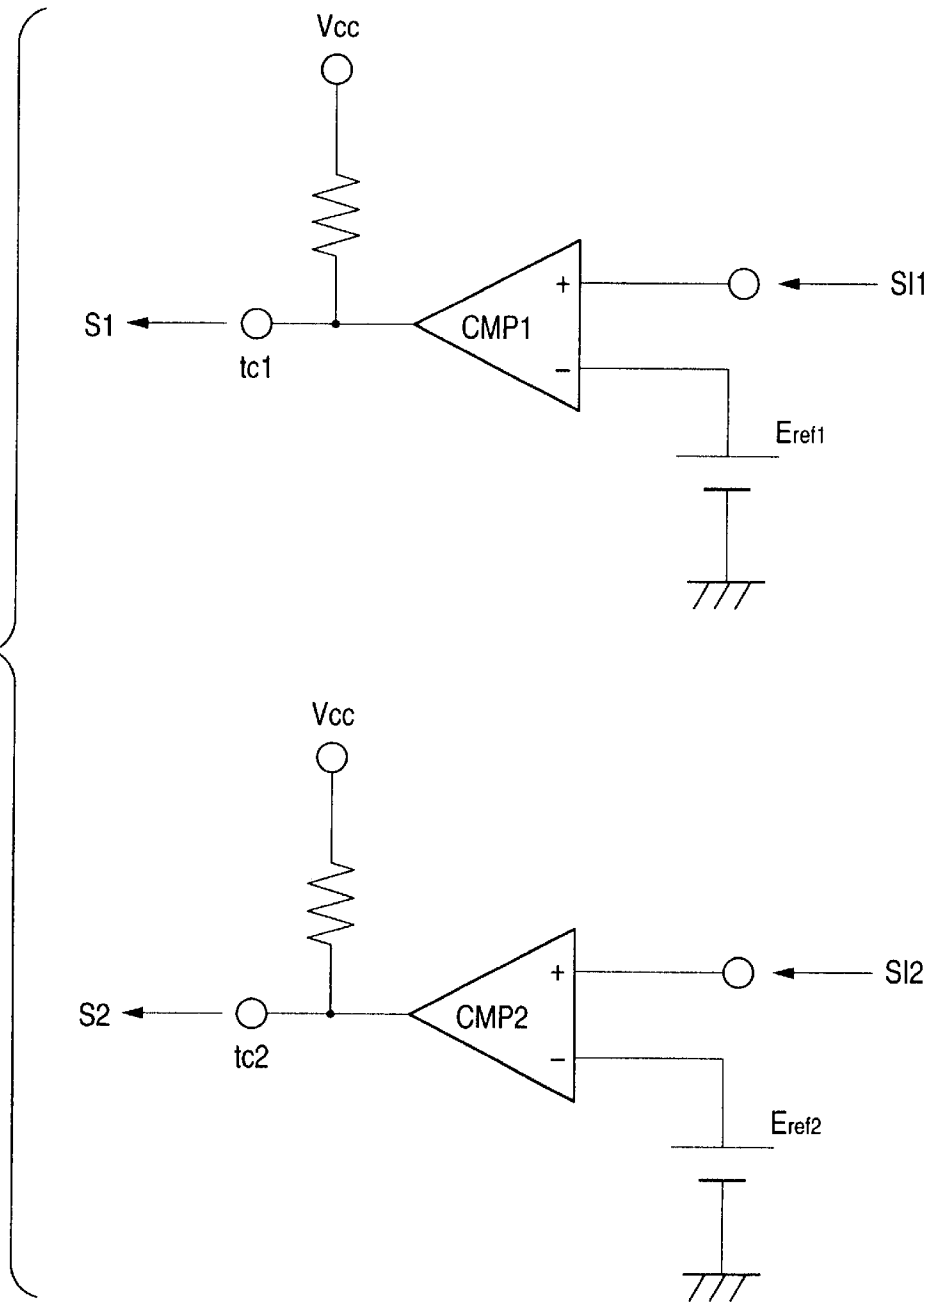 Vcc
+
SI1
S1
CMP1
tc1
−
Eref1
Vcc
+
SI2
S2
CMP2
tc2
−
Eref2